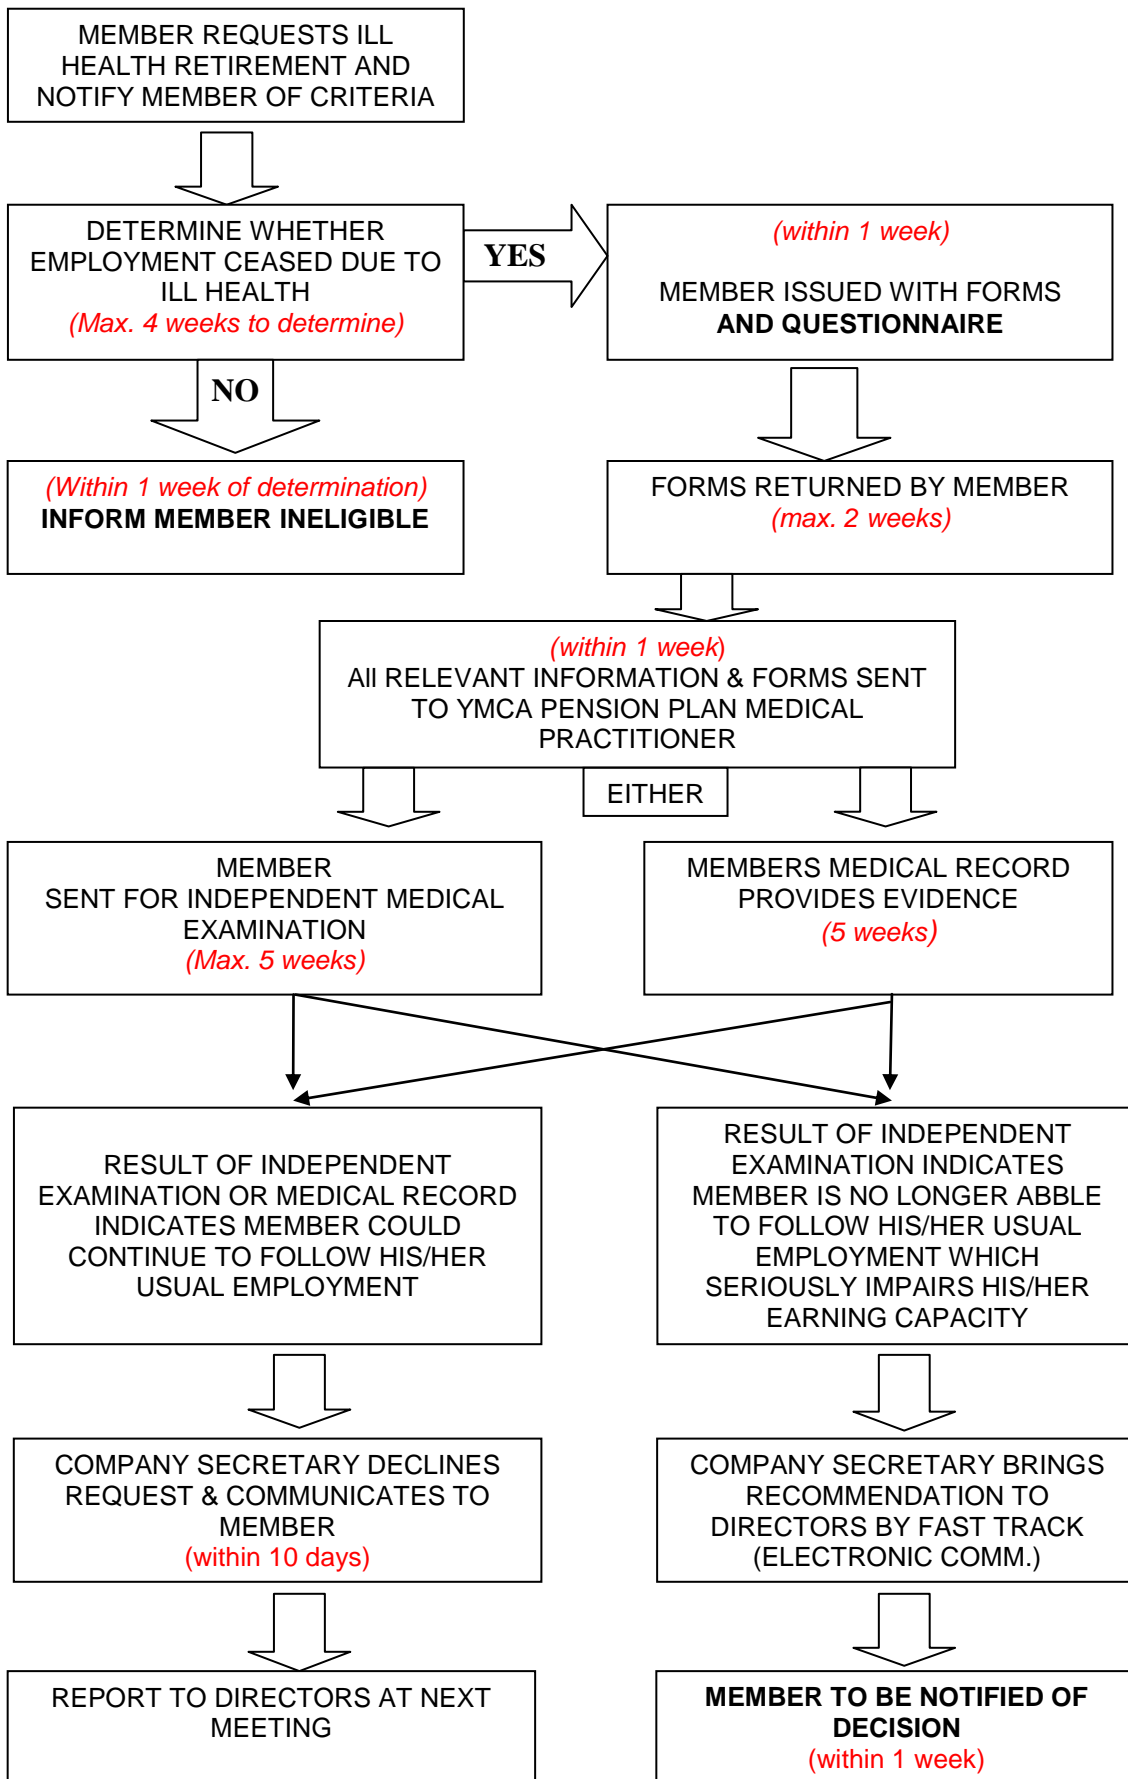 MEMBER REQUESTS ILL
HEALTH RETIREMENT AND
NOTIFY MEMBER OF CRITERIA
DETERMINE WHETHER
EMPLOYMENT CEASED DUE TO
ILL HEALTH
(Max. 4 weeks to determine)
YES
(within 1 week)
MEMBER ISSUED WITH FORMS
AND QUESTIONNAIRE
NO
(Within 1 week of determination)
INFORM MEMBER INELIGIBLE
FORMS RETURNED BY MEMBER
(max. 2 weeks)
(within 1 week)
All RELEVANT INFORMATION & FORMS SENT
TO YMCA PENSION PLAN MEDICAL
PRACTITIONER
EITHER
MEMBER
SENT FOR INDEPENDENT MEDICAL
EXAMINATION
(Max. 5 weeks)
MEMBERS MEDICAL RECORD
PROVIDES EVIDENCE
(5 weeks)
RESULT OF INDEPENDENT
EXAMINATION OR MEDICAL RECORD
INDICATES MEMBER COULD
CONTINUE TO FOLLOW HIS/HER
USUAL EMPLOYMENT
RESULT OF INDEPENDENT
EXAMINATION INDICATES
MEMBER IS NO LONGER ABBLE
TO FOLLOW HIS/HER USUAL
EMPLOYMENT WHICH
SERIOUSLY IMPAIRS HIS/HER
EARNING CAPACITY
COMPANY SECRETARY DECLINES
REQUEST & COMMUNICATES TO
MEMBER
(within 10 days)
COMPANY SECRETARY BRINGS
RECOMMENDATION TO
DIRECTORS BY FAST TRACK
(ELECTRONIC COMM.)
REPORT TO DIRECTORS AT NEXT
MEETING
MEMBER TO BE NOTIFIED OF
DECISION
(within 1 week)